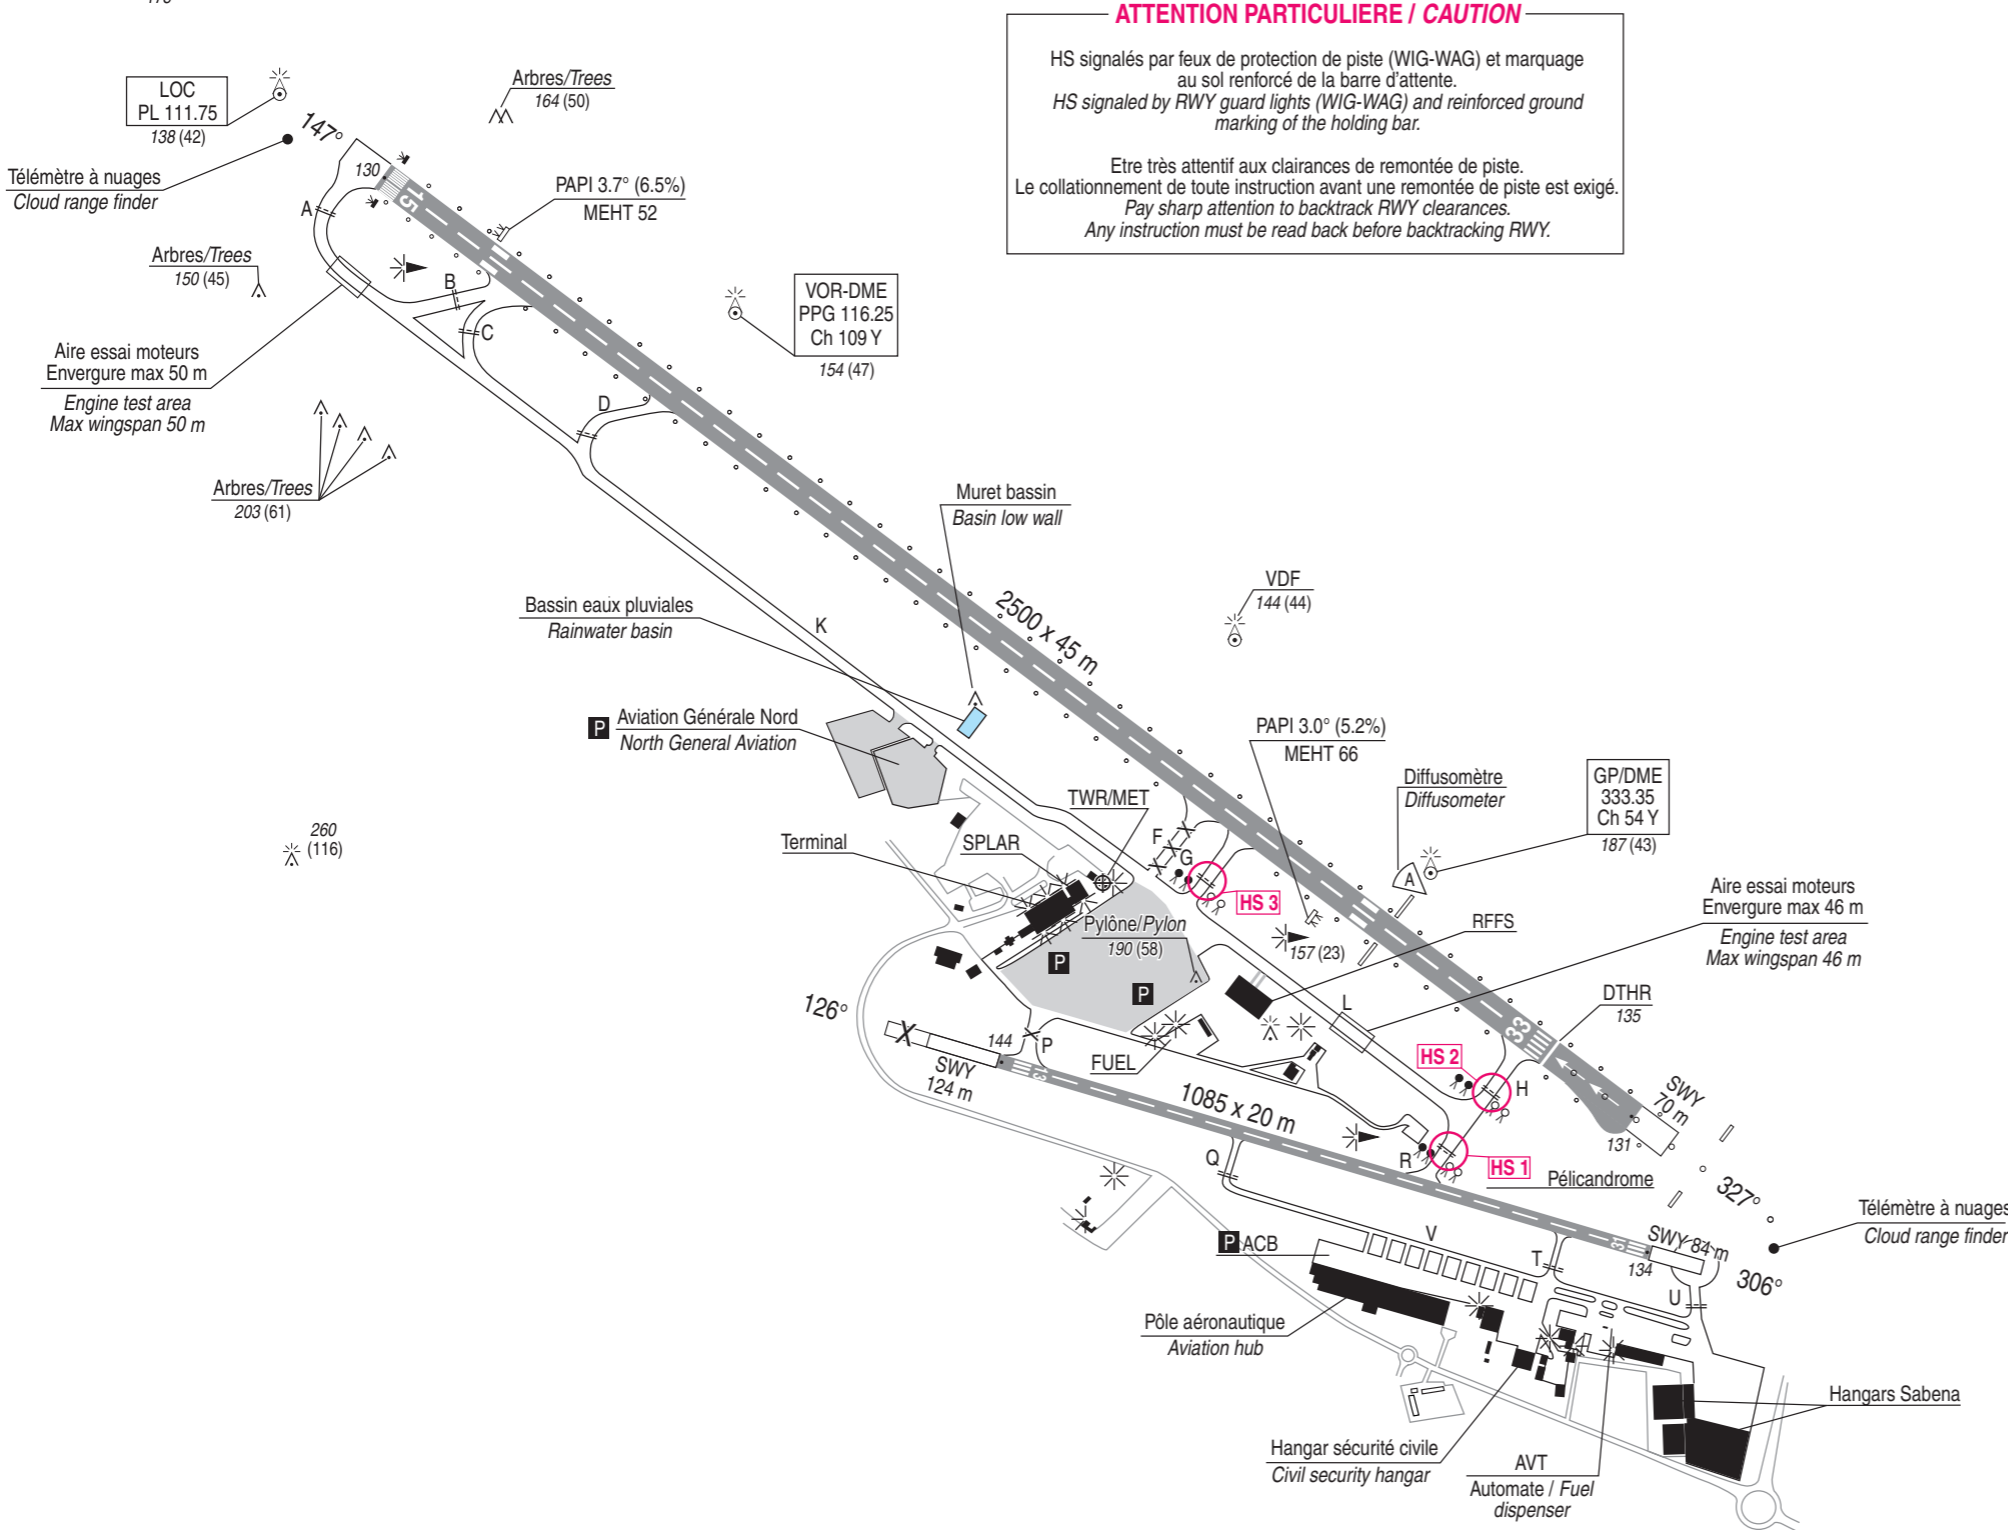 ATTENTION PARTICULIERE / CAUTION
HS signalés par feux de protection de piste (WIG-WAG) et marquage
au sol renforcé de la barre d'attente.
HS signaled by RWY guard lights (WIG-WAG) and reinforced ground
marking of the holding bar.
Etre très attentif aux clairances de remontée de piste.
Le collationnement de toute instruction avant une remontée de piste est exigé.
Pay sharp attention to backtrack RWY clearances.
Any instruction must be read back before backtracking RWY.
LOC
PL 111.75
138 (42)
Arbres/Trees
164 (50)
147°
130
15
Télémètre à nuages
Cloud range finder
A
PAPI 3.7° (6.5%)
MEHT 52
Arbres/Trees
150 (45)
B
C
VOR-DME
PPG 116.25
Ch 109 Y
154 (47)
Aire essai moteurs
Envergure max 50 m
Engine test area
Max wingspan 50 m
D
Arbres/Trees
203 (61)
Muret bassin
Basin low wall
VDF
144 (44)
2500 x 45 m
Bassin eaux pluviales
Rainwater basin
K
P
Aviation Générale Nord
North General Aviation
PAPI 3.0° (5.2%)
MEHT 66
Diffusomètre
Diffusometer
GP/DME
333.35
Ch 54 Y
187 (43)
TWR/MET
F
G
Terminal
SPLAR
260
(116)
A
HS 3
Aire essai moteurs
Envergure max 46 m
Engine test area
Max wingspan 46 m
Pylône/Pylon
190 (58)
157 (23)
RFFS
P
P
L
DTHR
135
126°
X
144
P
SWY
124 m
13
FUEL
33
HS 2
H
SWY
70 m
1085 x 20 m
131
Q
R
HS 1
Pélicandrome
327°
Télémètre à nuages
Cloud range finder
P ACB
V
T
31
SWY 84 m
134
306°
U
Pôle aéronautique
Aviation hub
Hangars Sabena
Hangar sécurité civile
Civil security hangar
AVT
Automate / Fuel
dispenser